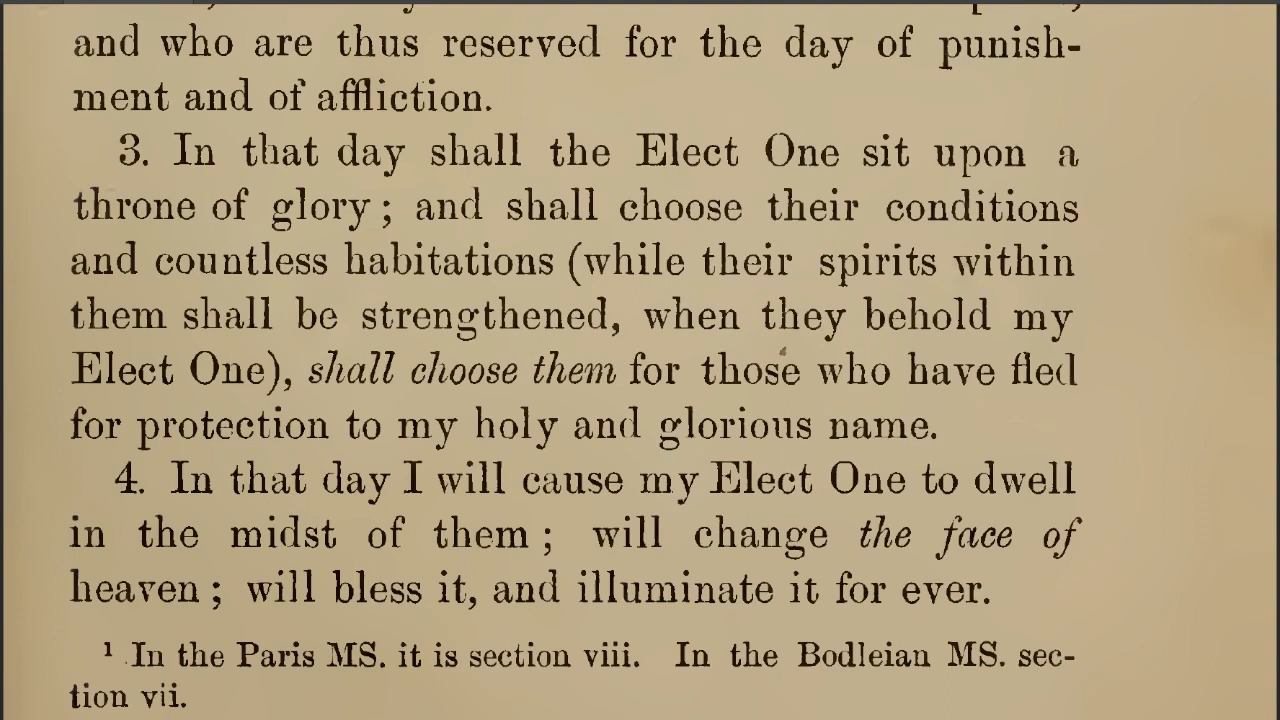 and who are thus reserved for the day of punish-
ment and of affliction.
3. In that day shall the Elect One sit upon a
throne of glory; and shall choose their conditions
and countless habitations (while their spirits within
them shall be strengthened, when they behold my
Elect One), shall choose them for those who have fled
for protection to my holy and glorious name.
4. In that day I will cause my Elect One to dwell
in the midst of them; will change the face of
heaven; will bless it, and illuminate it for ever.
¹ In the Paris MS. it is section viii. In the Bodleian MS. sec-
tion vii.